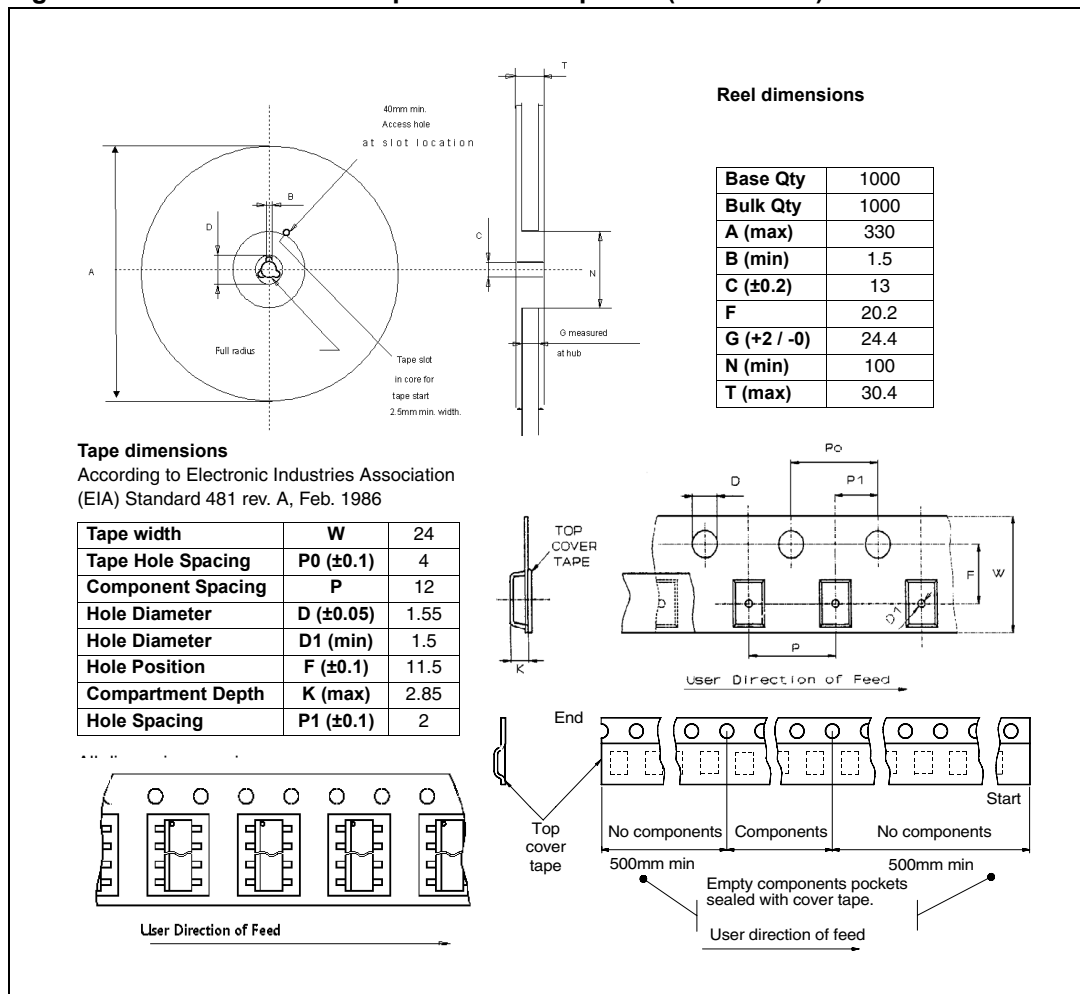 T
40mm min.
Access hole
at slot location
B
D
A
C
N
Full radius
Tape slot
in core for
tape start
2.5mm min. width.
G measured
at hub
Reel dimensions
Base Qty 1000
Bulk Qty 1000
A (max) 330
B (min) 1.5
C (±0.2) 13
F 20.2
G (+2 / -0) 24.4
N (min) 100
T (max) 30.4
Tape dimensions
According to Electronic Industries Association
(EIA) Standard 481 rev. A, Feb. 1986
Tape width W 24
Tape Hole Spacing P0 (±0.1) 4
Component Spacing P 12
Hole Diameter D (±0.05) 1.55
Hole Diameter D1 (min) 1.5
Hole Position F (±0.1) 11.5
Compartment Depth K (max) 2.85
Hole Spacing P1 (±0.1) 2
TOP
COVER
TAPE
K
Po
D
P1
F
W
D1
P
User Direction of Feed
End
Start
Top
cover
tape
No components Components No components
500mm min 500mm min
Empty components pockets
sealed with cover tape.
User direction of feed
User Direction of Feed